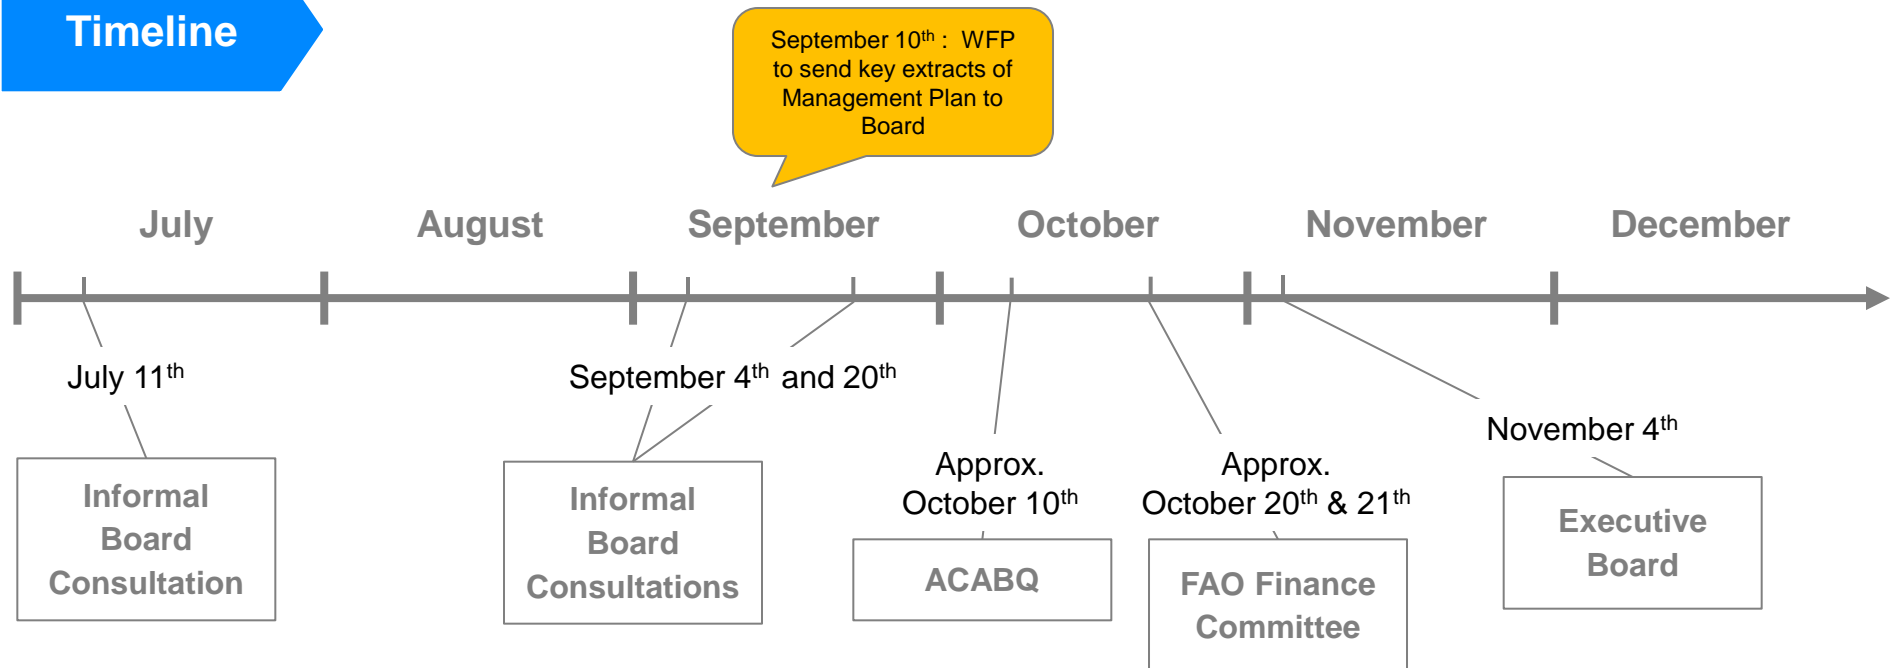 Timeline
September 10th : WFP
to send key extracts of
Management Plan to
Board
July
August
September
October
November
December
July 11th
September 4th and 20th
November 4th
Approx.
October 10th
Approx.
October 20th & 21th
Informal
Board
Consultation
Informal
Board
Consultations
ACABQ
FAO Finance
Committee
Executive
Board